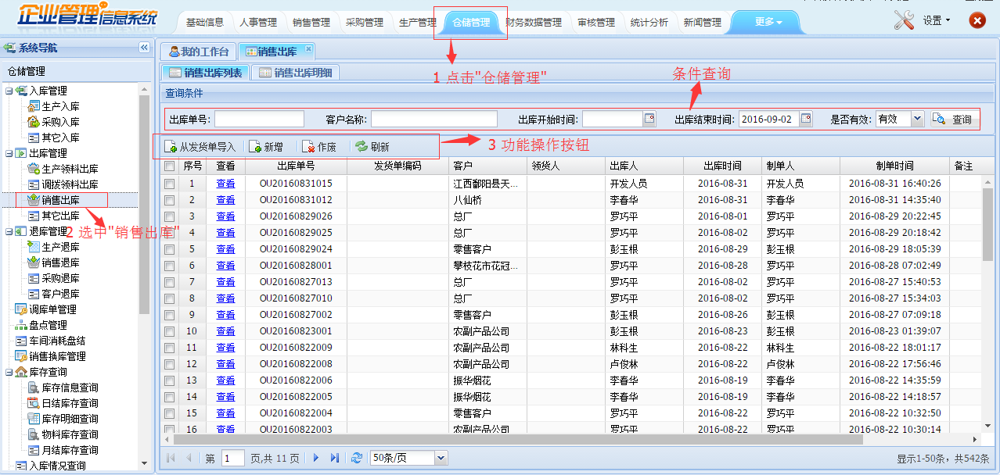 企业管理信息系统 基础信息 人事管理 销售管理 采购管理 生产管理 仓储管理 财务数据管理 审核管理 统计分析 新闻管理 更多 设置
系统导航 我的工作台 销售出库
仓储管理 销售出库列表 销售出库明细 1 点击"仓储管理" 条件查询
查询条件
出库单号: 客户名称: 出库开始时间: 出库结束时间: 2016-09-02 是否有效: 有效 查询
从发货单导入 新增 作废 刷新 3 功能操作按钮
序号 查看 出库单号 发货单编码 客户 领货人 出库人 出库时间 制单人 制单时间 备注
1 查看 OU20160831015 江西鄱阳县天... 开发人员 2016-08-31 开发人员 2016-08-31 16:40:26
2 查看 OU20160831012 八仙桥 李春华 2016-08-31 李春华 2016-08-31 14:35:40
3 查看 OU20160829026 总厂 罗巧平 2016-08-01 罗巧平 2016-08-29 20:22:45
4 查看 OU20160829025 总厂 罗巧平 2016-08-02 罗巧平 2016-08-29 20:18:42
5 查看 OU20160829024 零售客户 彭玉根 2016-08-29 彭玉根 2016-08-29 18:05:39
6 查看 OU20160828001 攀枝花市花冠... 罗巧平 2016-08-28 罗巧平 2016-08-28 07:02:49
7 查看 OU20160827013 总厂 罗巧平 2016-08-02 罗巧平 2016-08-27 15:40:53
8 查看 OU20160827010 总厂 罗巧平 2016-08-02 罗巧平 2016-08-27 15:34:03
9 查看 OU20160827002 零售客户 彭玉根 2016-08-26 彭玉根 2016-08-27 07:09:18
10 查看 OU20160823001 农副产品公司 彭玉根 2016-08-23 彭玉根 2016-08-23 01:39:07
11 查看 OU20160822009 农副产品公司 林科生 2016-08-22 林科生 2016-08-22 18:01:17
12 查看 OU20160822008 农副产品公司 卢俊林 2016-08-22 卢俊林 2016-08-22 17:56:46
13 查看 OU20160822006 振华烟花 李春华 2016-08-19 李春华 2016-08-22 14:35:59
14 查看 OU20160822005 振华烟花 李春华 2016-08-19 李春华 2016-08-22 14:18:57
15 查看 OU20160822004 零售客户 罗巧平 2016-08-22 罗巧平 2016-08-22 10:32:50
16 查看 OU20160822003 农副产品公司 罗巧平 2016-08-22 罗巧平 2016-08-22 10:30:14
第 1 页,共 11 页 50条/页 显示1-50条，共542条
入库管理
生产入库
采购入库
其它入库
出库管理
生产领料出库
调拨领料出库
销售出库
其它出库
2 选中"销售出库"
退库管理
生产退库
销售退库
采购退库
客户退库
调库单管理
盘点管理
车间消耗盘结
销售换库管理
库存查询
库存信息查询
日结库存查询
库存明细查询
物料库存查询
月结库存查询
入库情况查询